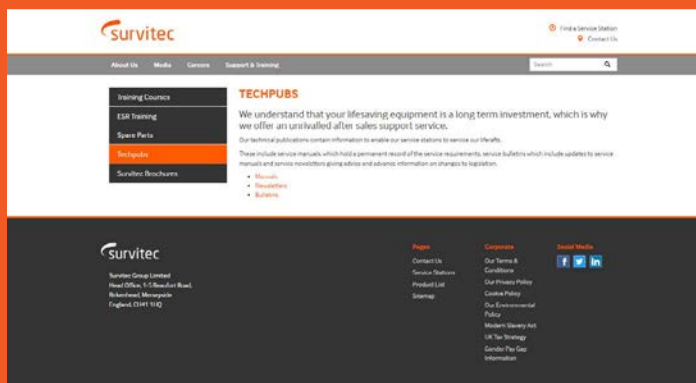 survitec
Find a Service Station
Contact Us
About Us Media Careers Support & Training
Search
Training Courses
ESR Training
Spare Parts
Techpubs
Survitec Brochures
TECHPUBS
We understand that your lifesaving equipment is a long term investment, which is why
we offer an unrivalled after sales support service.
Our technical publications contain information to enable our service stations to service our liferafts.
These include service manuals, which hold a permanent record of the service requirements, service bulletins which include updates to service
manuals and service newsletters giving advice and advance information on changes to legislation.
• Manuals
• Newsletters
• Bulletins
survitec
Survitec Group Limited
Head Office, 1-5 Beaufort Road,
Birkenhead, Merseyside
England, CH41 1HQ
Pages
Contact Us
Service Stations
Product List
Sitemap
Corporate
Our Terms &
Conditions
Our Privacy Policy
Cookie Policy
Our Environmental
Policy
Modern Slavery Act
UK Tax Strategy
Gender Pay Gap
Information
Social Media
f in